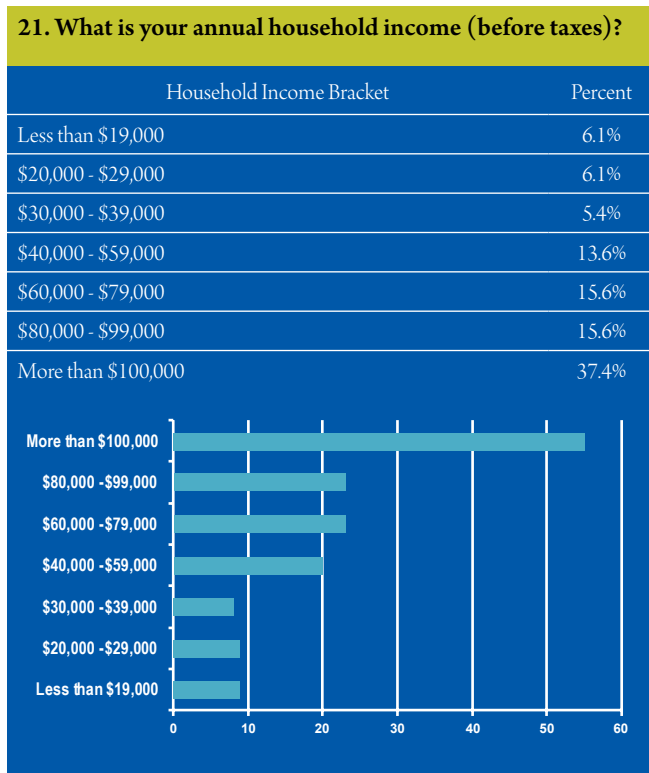 21. What is your annual household income (before taxes)?
Household Income Bracket Percent
Less than $19,000 6.1%
$20,000 - $29,000 6.1%
$30,000 - $39,000 5.4%
$40,000 - $59,000 13.6%
$60,000 - $79,000 15.6%
$80,000 - $99,000 15.6%
More than $100,000 37.4%
More than $100,000
$80,000 -$99,000
$60,000 -$79,000
$40,000 -$59,000
$30,000 -$39,000
$20,000 -$29,000
Less than $19,000
0 10 20 30 40 50 60